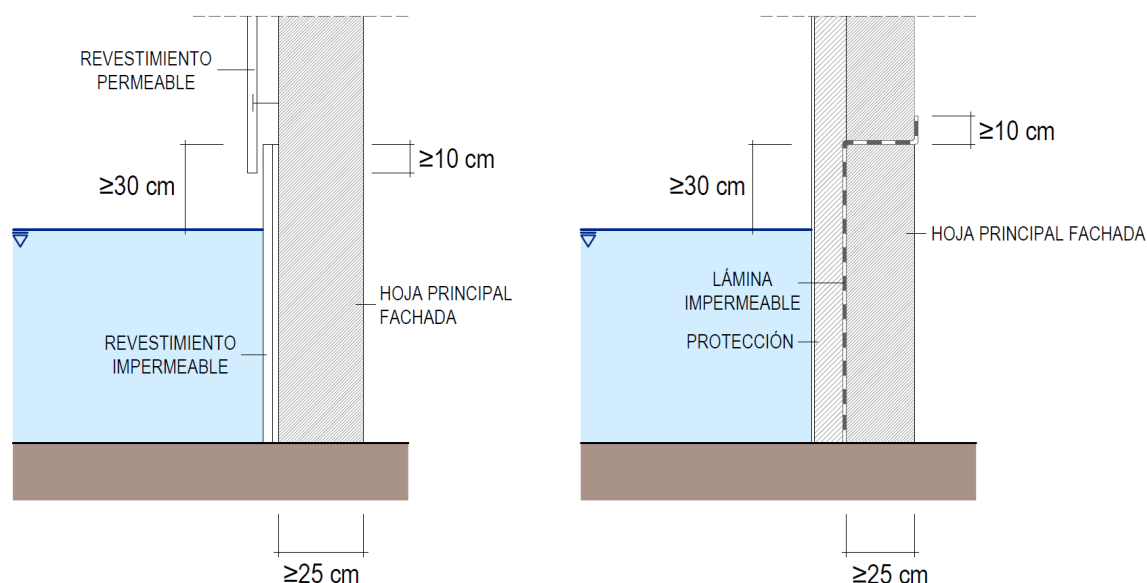 REVESTIMIENTO
PERMEABLE
≥10 cm
≥30 cm
HOJA PRINCIPAL
FACHADA
REVESTIMIENTO
IMPERMEABLE
≥25 cm
≥10 cm
≥30 cm
HOJA PRINCIPAL FACHADA
LÁMINA
IMPERMEABLE
PROTECCIÓN
≥25 cm